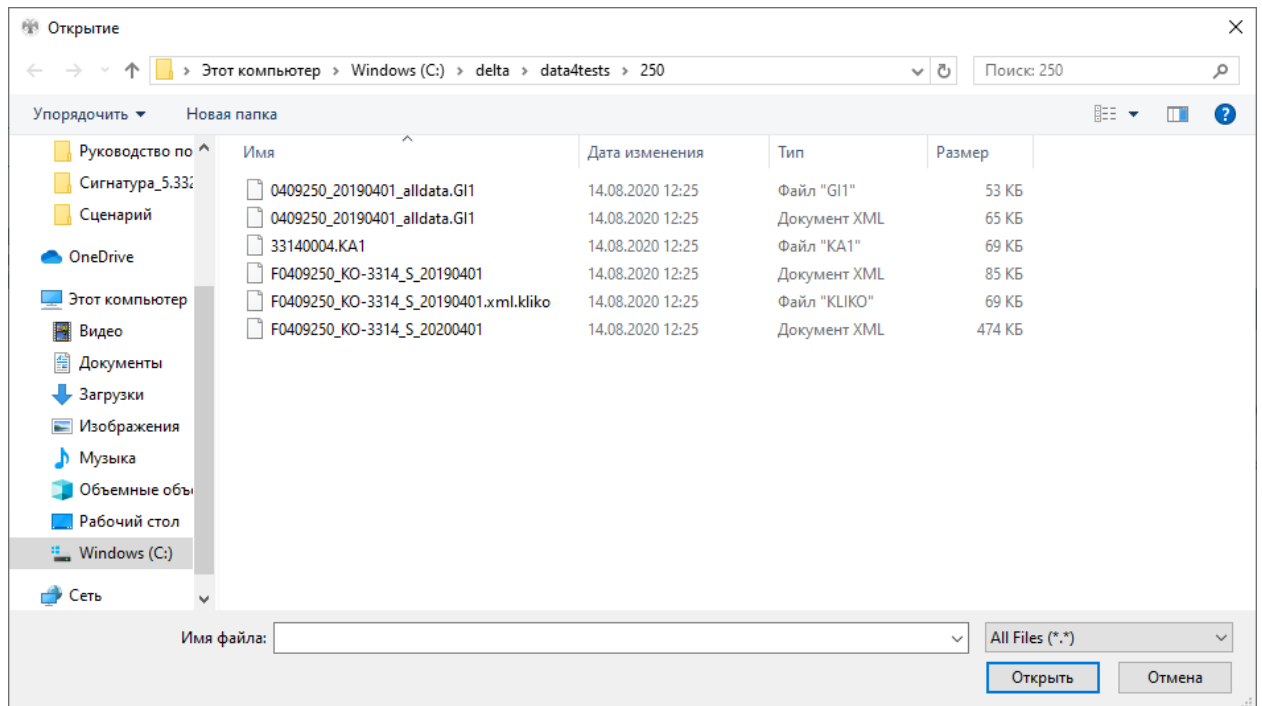 Открытие
Этот компьютер > Windows (C:) > delta > data4tests > 250
Поиск: 250
Упорядочить
Новая папка
Руководство по
Сигнатура_5.332
Сценарий
OneDrive
Этот компьютер
Видео
Документы
Загрузки
Изображения
Музыка
Объемные объ
Рабочий стол
Windows (C:)
Сеть
Имя Дата изменения Тип Размер
0409250_20190401_alldata.GI1 14.08.2020 12:25 Файл "GI1" 53 КБ
0409250_20190401_alldata.GI1 14.08.2020 12:25 Документ XML 65 КБ
33140004.KA1 14.08.2020 12:25 Файл "KA1" 69 КБ
F0409250_KO-3314_S_20190401 14.08.2020 12:25 Документ XML 85 КБ
F0409250_KO-3314_S_20190401.xml.kliko 14.08.2020 12:25 Файл "KLIKO" 69 КБ
F0409250_KO-3314_S_20200401 14.08.2020 12:25 Документ XML 474 КБ
Имя файла:
All Files (*.*)
Открыть
Отмена